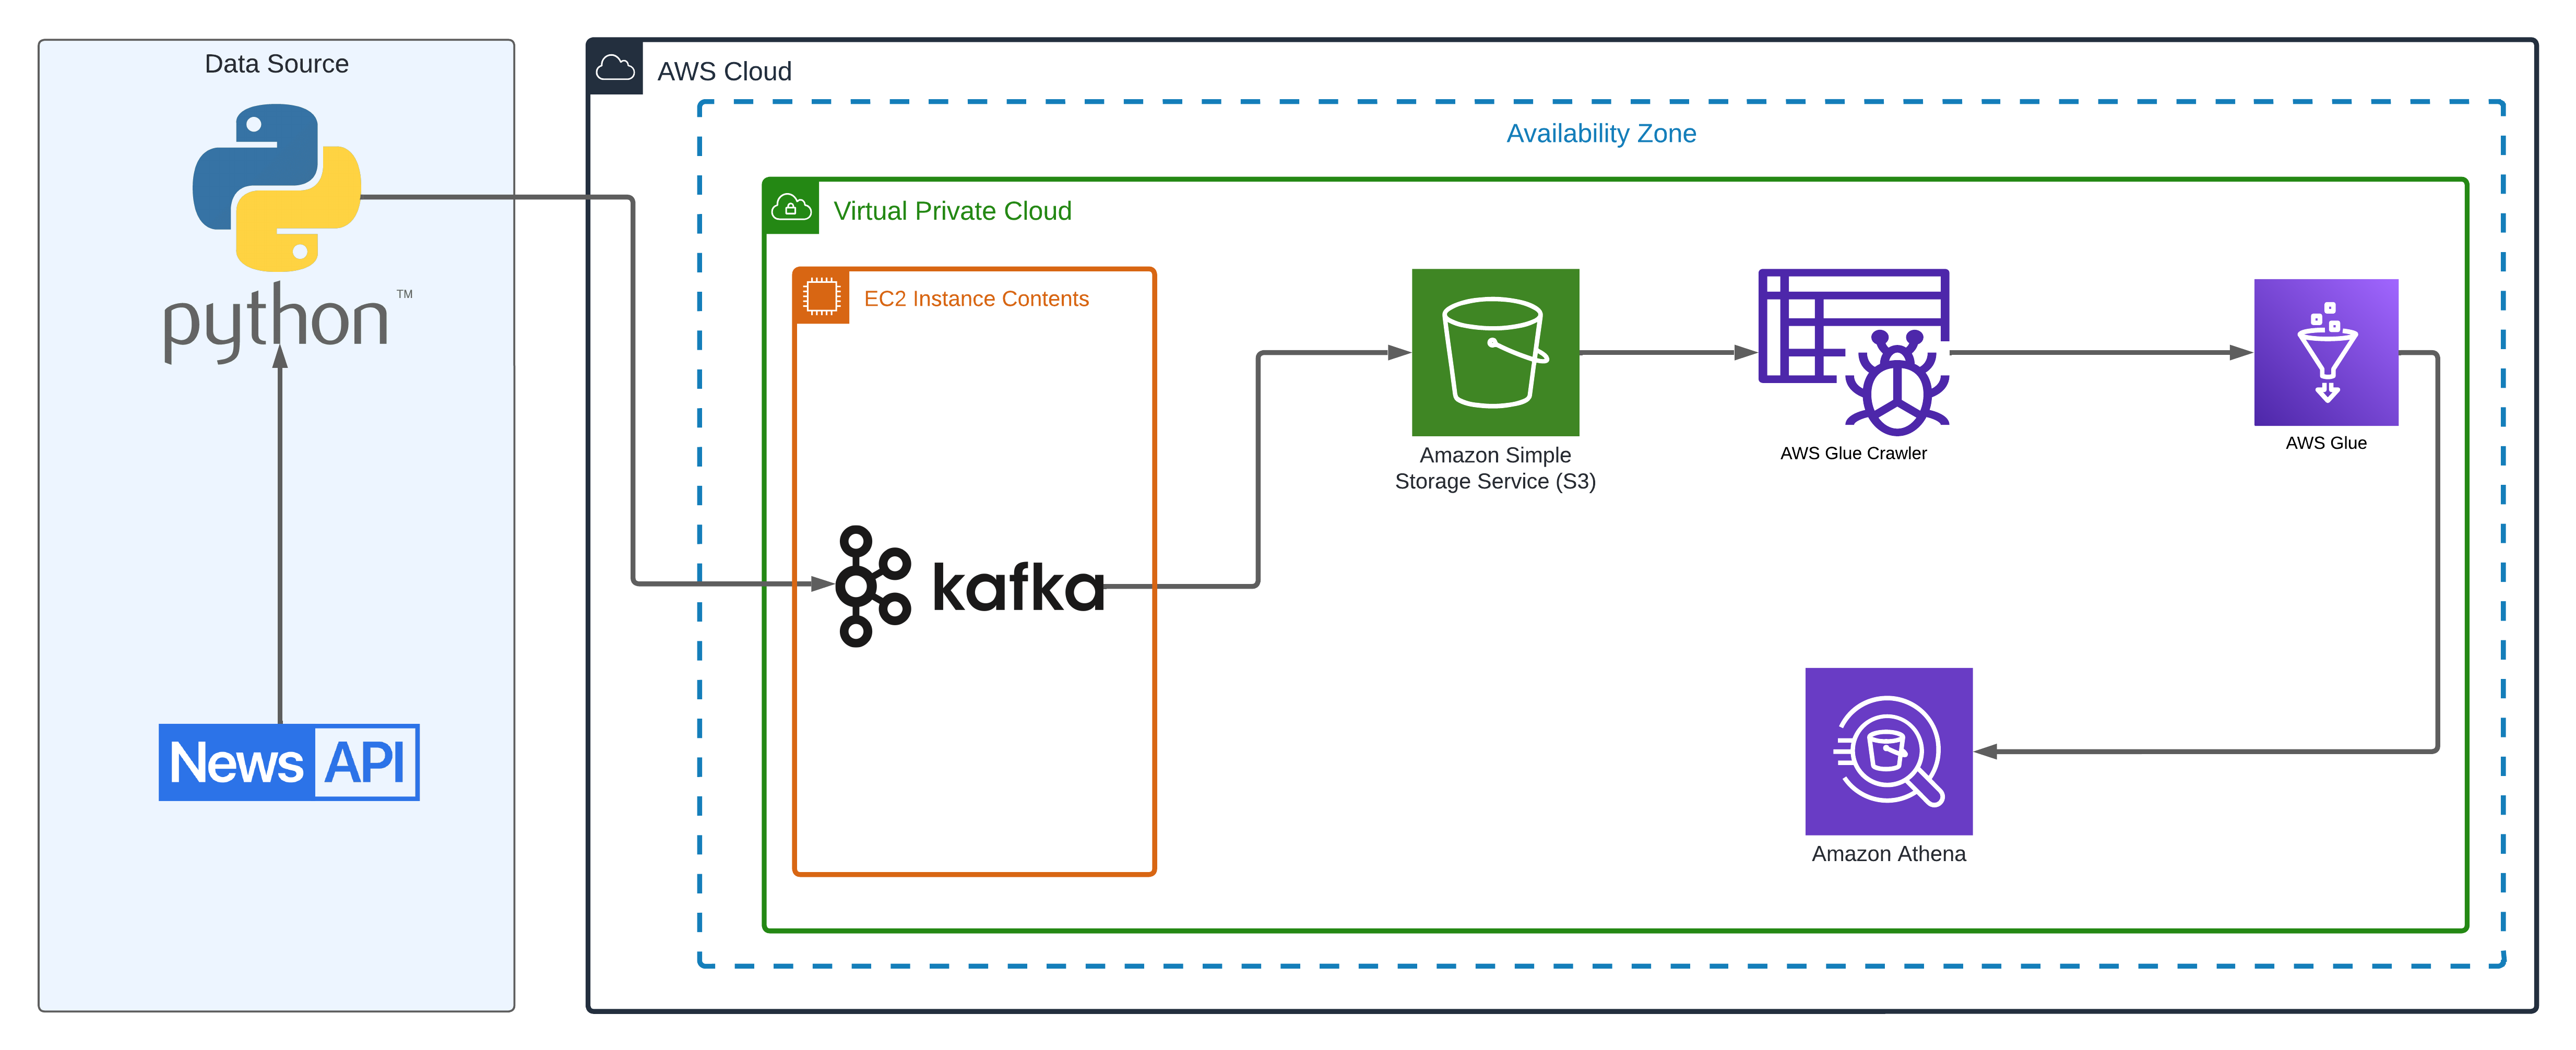 Data Source
python™
News API
AWS Cloud
Availability Zone
Virtual Private Cloud
EC2 Instance Contents
kafka
Amazon Simple
Storage Service (S3)
AWS Glue Crawler
AWS Glue
Amazon Athena